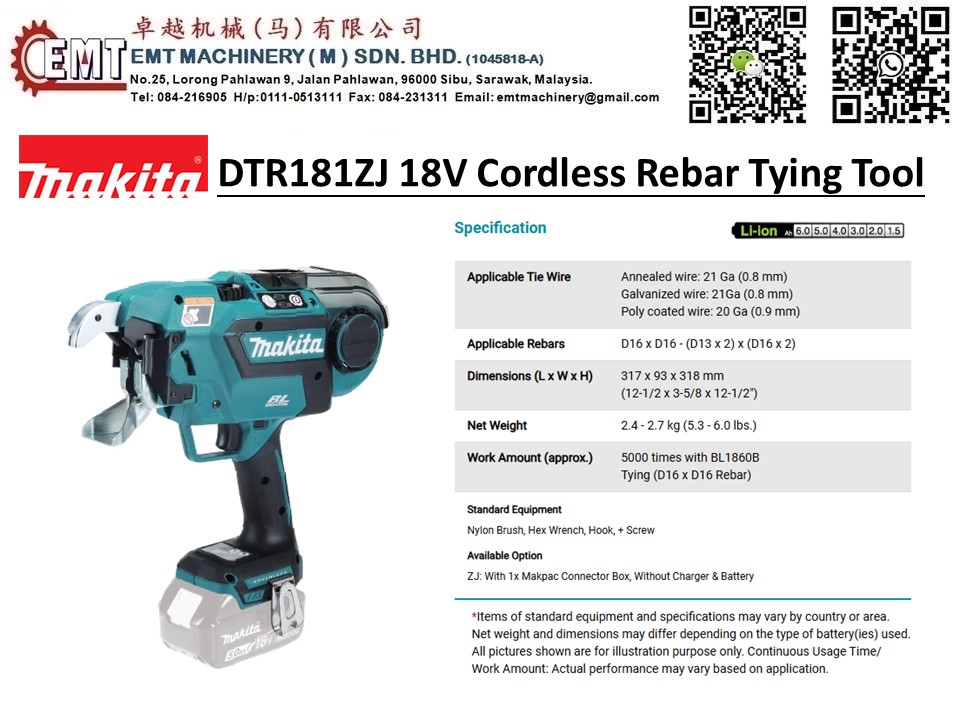 卓越机械(马)有限公司
EMT
EMT MACHINERY ( M ) SDN. BHD. (1045818-A)
No.25, Lorong Pahlawan 9, Jalan Pahlawan, 96000 Sibu, Sarawak, Malaysia.
Tel: 084-216905 H/p:0111-0513111 Fax: 084-231311 Email: emtmachinery@gmail.com
makita® DTR181ZJ 18V Cordless Rebar Tying Tool
Specification
Li-ion Ah 6.0 5.0 4.0 3.0 2.0 1.5
Applicable Tie Wire Annealed wire: 21 Ga (0.8 mm)
Galvanized wire: 21Ga (0.8 mm)
Poly coated wire: 20 Ga (0.9 mm)
Applicable Rebars D16 x D16 - (D13 x 2) x (D16 x 2)
Dimensions (L x W x H) 317 x 93 x 318 mm
(12-1/2 x 3-5/8 x 12-1/2")
Net Weight 2.4 - 2.7 kg (5.3 - 6.0 lbs.)
Work Amount (approx.) 5000 times with BL1860B
Tying (D16 x D16 Rebar)
Standard Equipment
Nylon Brush, Hex Wrench, Hook, + Screw
Available Option
ZJ: With 1x Makpac Connector Box, Without Charger & Battery
*Items of standard equipment and specifications may vary by country or area.
Net weight and dimensions may differ depending on the type of battery(ies) used.
All pictures shown are for illustration purpose only. Continuous Usage Time/
Work Amount: Actual performance may vary based on application.
makita
BL
BRUSHLESS
makita
5.0Ah 18V